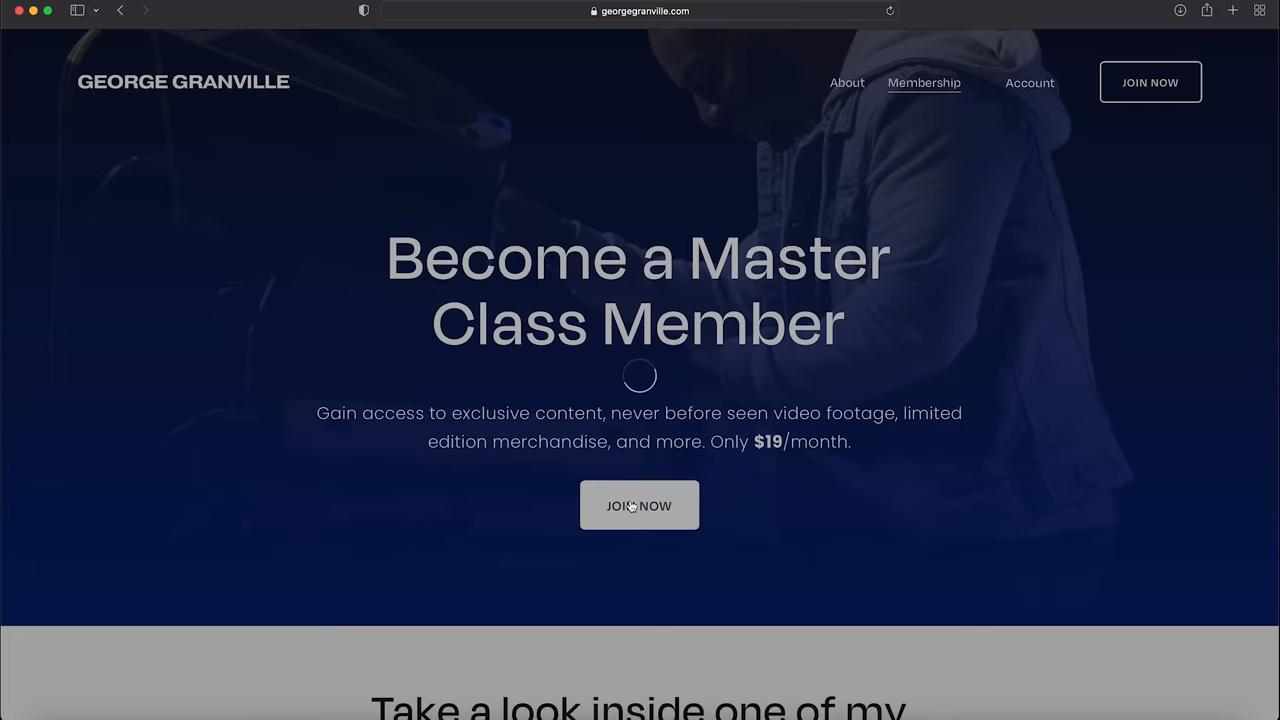 georgegranville.com
GEORGE GRANVILLE
About
Membership
Account
JOIN NOW
Become a Master
Class Member
Gain access to exclusive content, never before seen video footage, limited
edition merchandise, and more. Only $19/month.
JOIN NOW
Take a look inside one of my